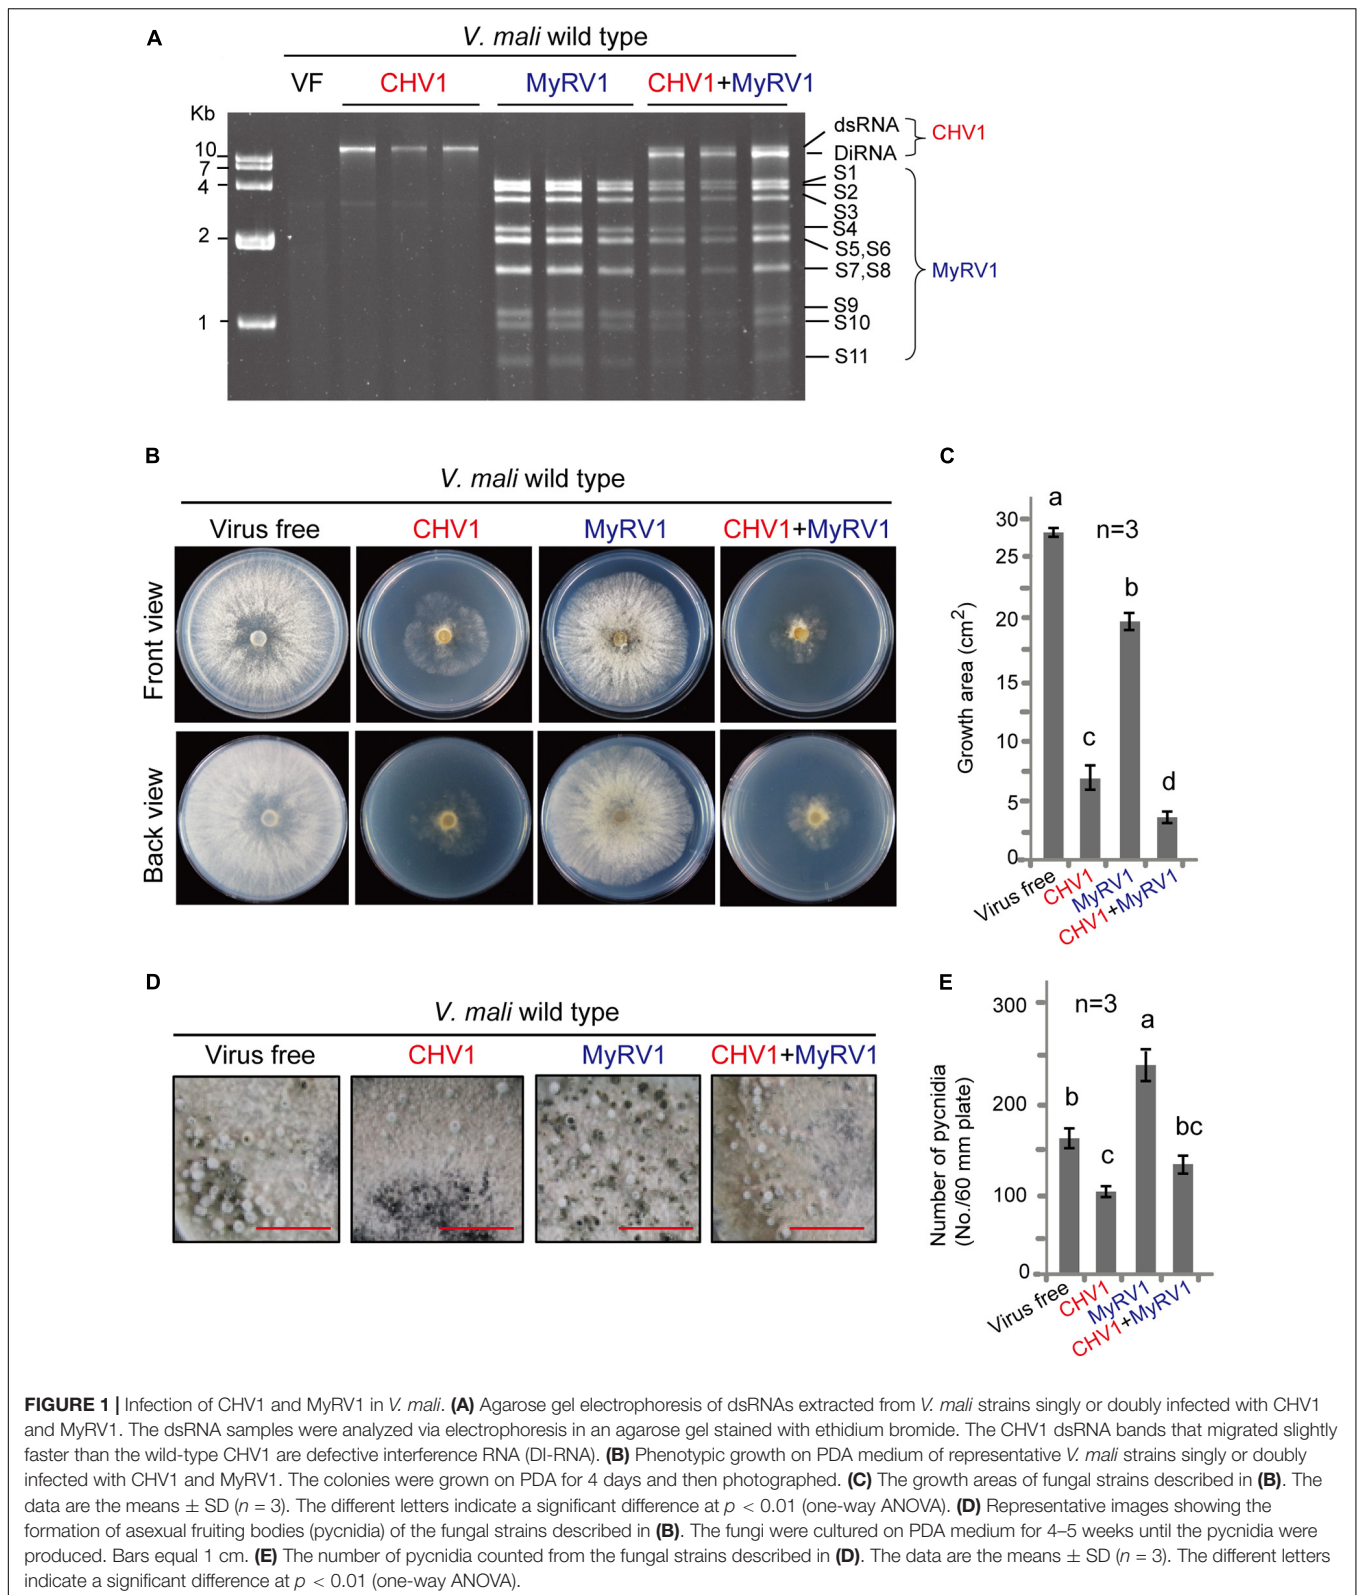 A
V. mali wild type
VF CHV1 MyRV1 CHV1+MyRV1
Kb
10
7
4
2
1
dsRNA
DiRNA
CHV1
S1
S2
S3
S4
S5,S6
S7,S8
S9
S10
S11
MyRV1
B
V. mali wild type
Virus free CHV1 MyRV1 CHV1+MyRV1
Front view
Back view
C
Growth area (cm2)
30
25
20
15
10
5
0
n=3
a
c
b
d
Virus free
CHV1
MyRV1
CHV1+MyRV1
D
V. mali wild type
Virus free CHV1 MyRV1 CHV1+MyRV1
E
Number of pycnidia
(No./60 mm plate)
300
200
100
0
n=3
b
c
a
bc
Virus free
CHV1
MyRV1
CHV1+MyRV1
FIGURE 1 | Infection of CHV1 and MyRV1 in V. mali. (A) Agarose gel electrophoresis of dsRNAs extracted from V. mali strains singly or doubly infected with CHV1
and MyRV1. The dsRNA samples were analyzed via electrophoresis in an agarose gel stained with ethidium bromide. The CHV1 dsRNA bands that migrated slightly
faster than the wild-type CHV1 are defective interference RNA (DI-RNA). (B) Phenotypic growth on PDA medium of representative V. mali strains singly or doubly
infected with CHV1 and MyRV1. The colonies were grown on PDA for 4 days and then photographed. (C) The growth areas of fungal strains described in (B). The
data are the means ± SD (n = 3). The different letters indicate a significant difference at p < 0.01 (one-way ANOVA). (D) Representative images showing the
formation of asexual fruiting bodies (pycnidia) of the fungal strains described in (B). The fungi were cultured on PDA medium for 4–5 weeks until the pycnidia were
produced. Bars equal 1 cm. (E) The number of pycnidia counted from the fungal strains described in (D). The data are the means ± SD (n = 3). The different letters
indicate a significant difference at p < 0.01 (one-way ANOVA).